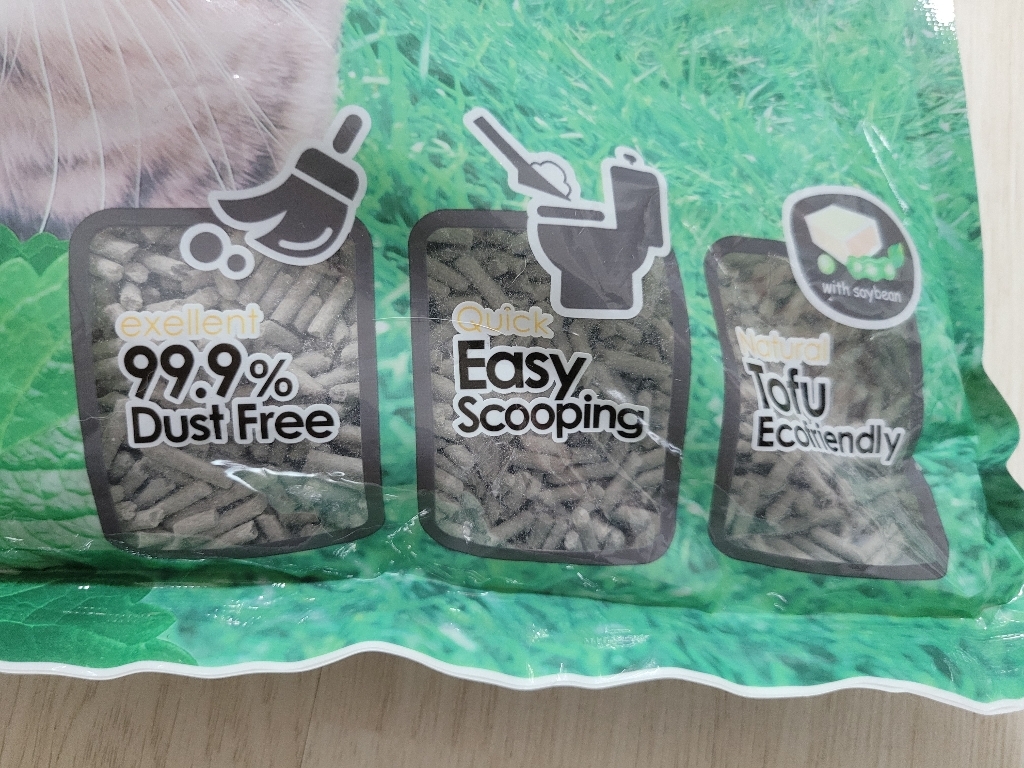 exellent
99.9%
Dust Free
Quick
Easy
Scooping
with soybean
Natural
Tofu
Ecofriendly